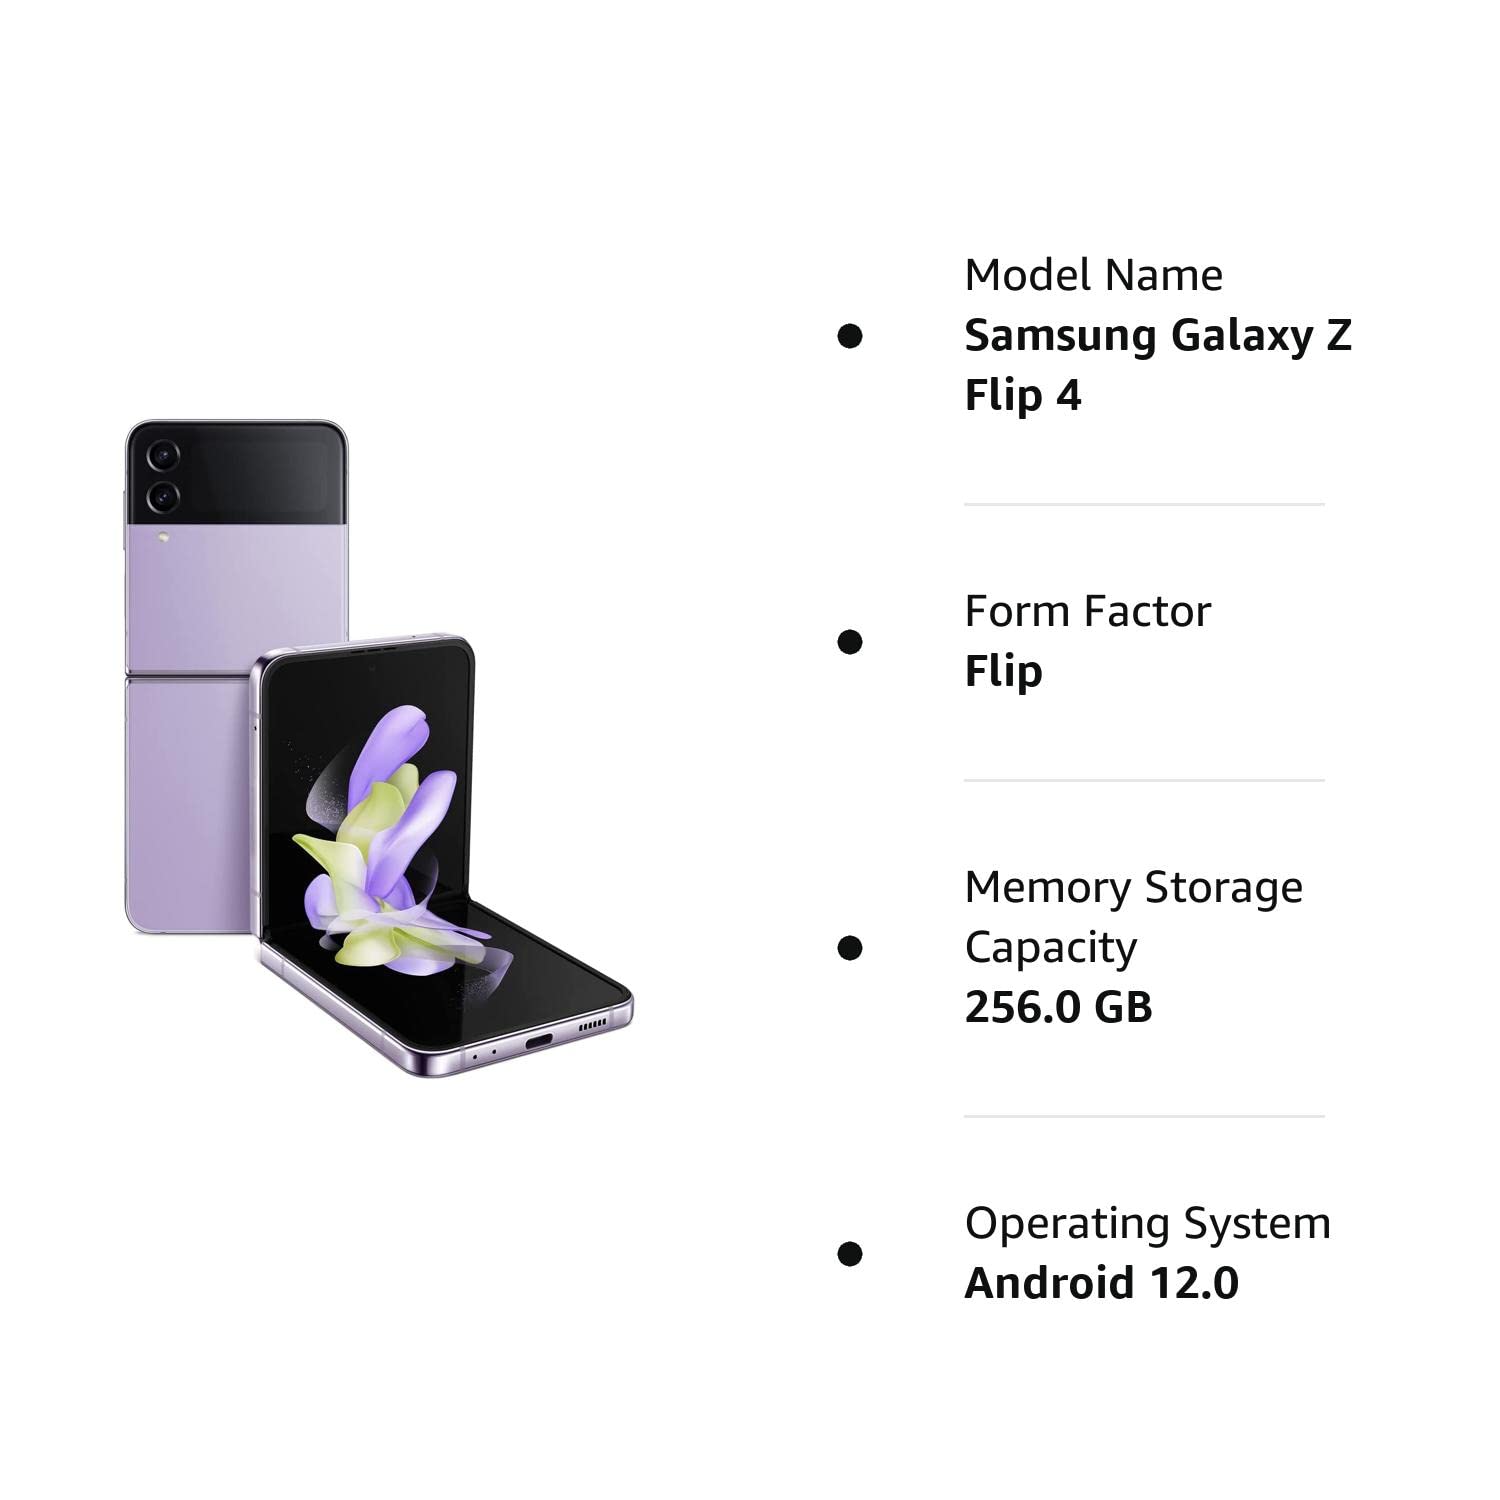 Model Name
Samsung Galaxy Z
Flip 4
Form Factor
Flip
Memory Storage
Capacity
256.0 GB
Operating System
Android 12.0